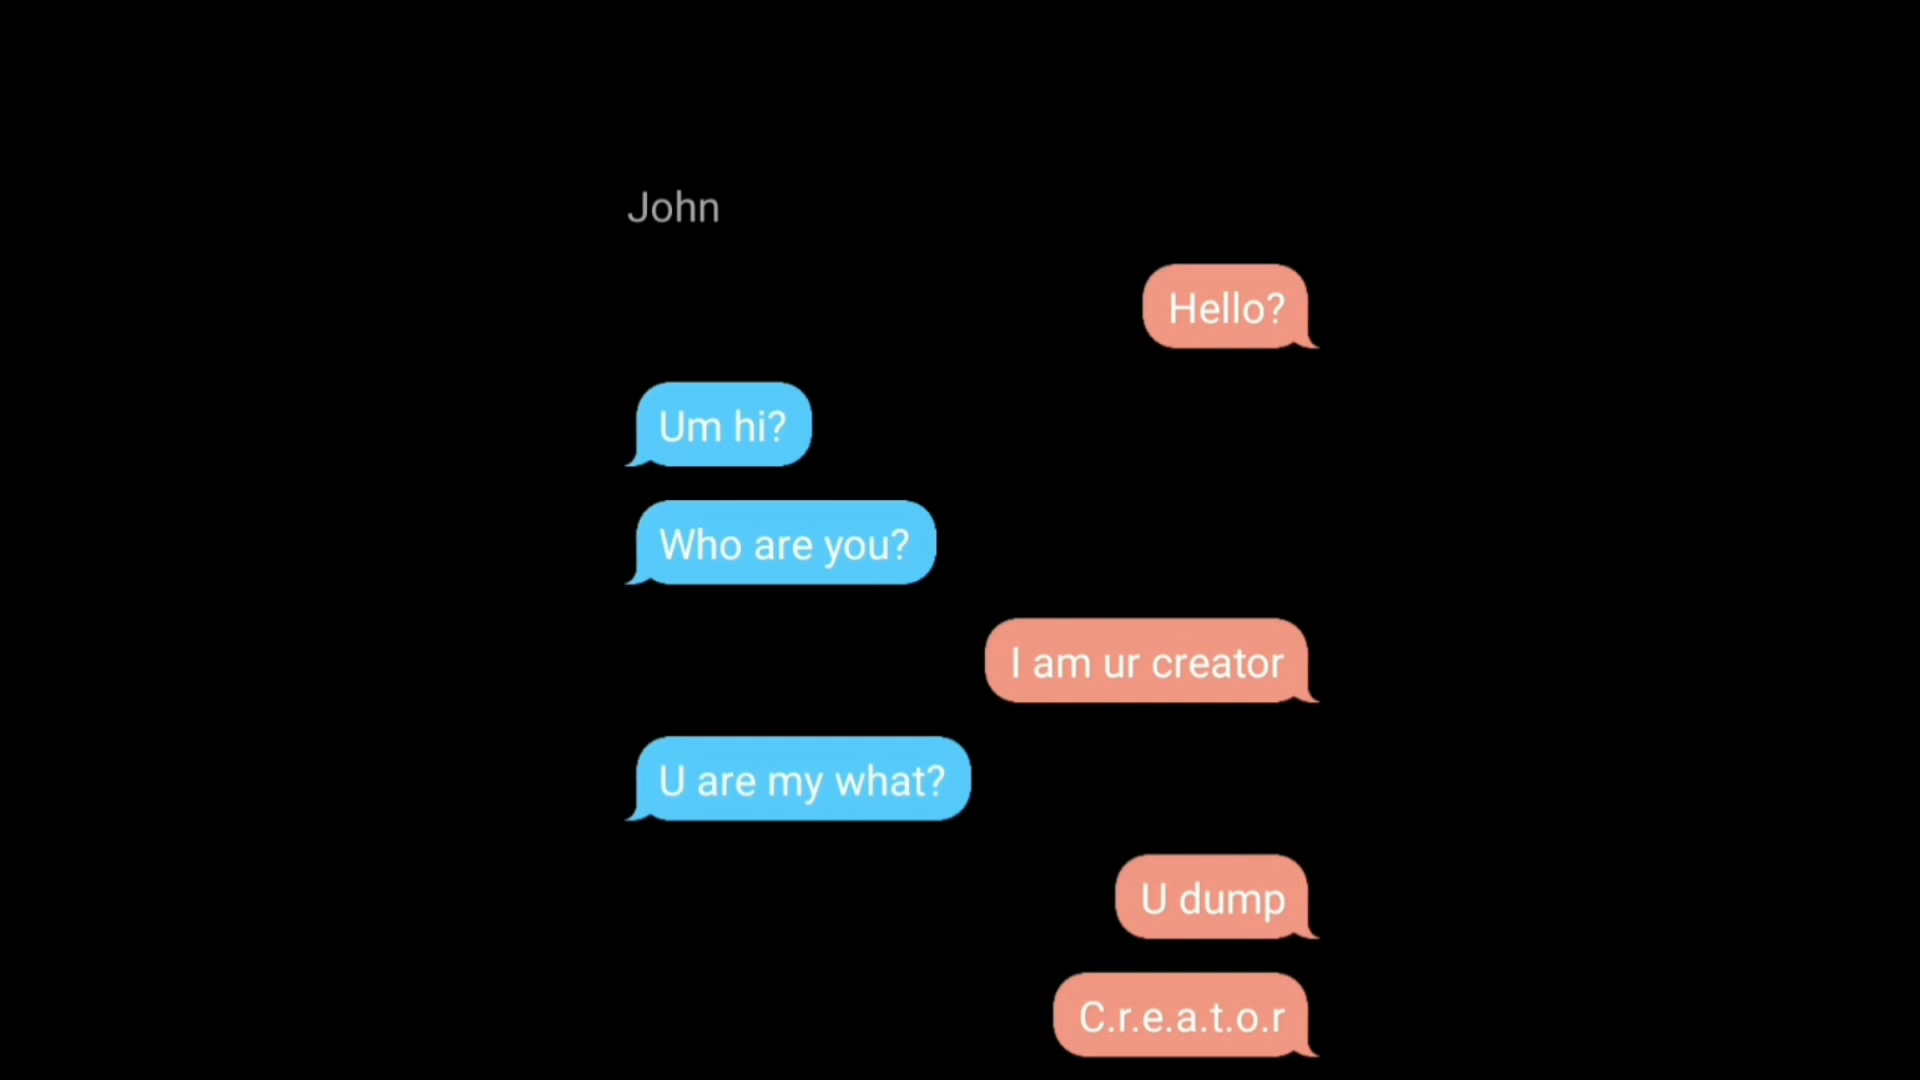 John
Hello?
Um hi?
Who are you?
I am ur creator
U are my what?
U dump
C.r.e.a.t.o.r